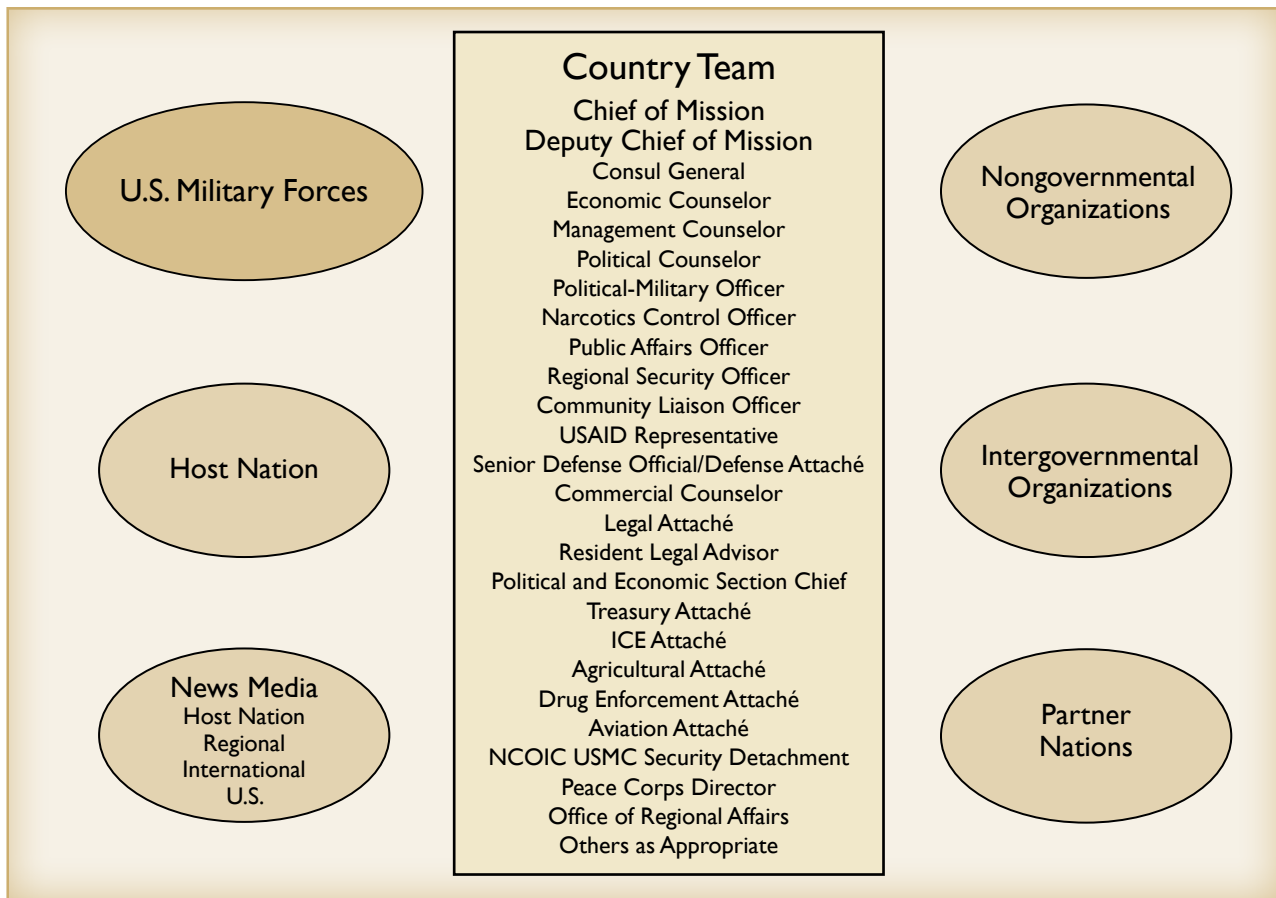 U.S. Military Forces
Host Nation
News Media
Host Nation
Regional
International
U.S.
Country Team
Chief of Mission
Deputy Chief of Mission
Consul General
Economic Counselor
Management Counselor
Political Counselor
Political-Military Officer
Narcotics Control Officer
Public Affairs Officer
Regional Security Officer
Community Liaison Officer
USAID Representative
Senior Defense Official/Defense Attaché
Commercial Counselor
Legal Attaché
Resident Legal Advisor
Political and Economic Section Chief
Treasury Attaché
ICE Attaché
Agricultural Attaché
Drug Enforcement Attaché
Aviation Attaché
NCOIC USMC Security Detachment
Peace Corps Director
Office of Regional Affairs
Others as Appropriate
Nongovernmental
Organizations
Intergovernmental
Organizations
Partner
Nations